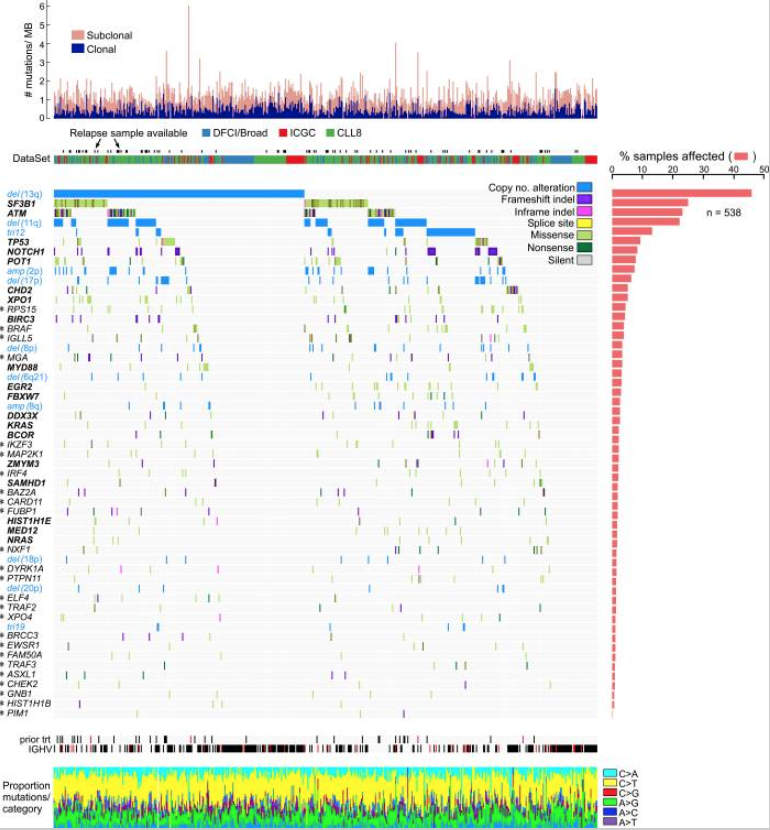 6
5
4
3
2
1
0
# mutations/ MB
Subclonal
Clonal
Relapse sample available
DFCI/Broad
ICGC
CLL8
DataSet
% samples affected ( )
0 10 20 30 40 50
n = 538
Copy no. alteration
Frameshift indel
Inframe indel
Splice site
Missense
Nonsense
Silent
del(13q)
SF3B1
ATM
del(11q)
tri12
TP53
NOTCH1
POT1
amp(2p)
del(17p)
CHD2
XPO1
* RPS15
BIRC3
* BRAF
* IGLL5
del(8p)
* MGA
MYD88
del(6q21)
EGR2
FBXW7
amp(8q)
DDX3X
KRAS
BCOR
* IKZF3
* MAP2K1
ZMYM3
* IRF4
SAMHD1
* BAZ2A
* CARD11
* FUBP1
HIST1H1E
MED12
NRAS
* NXF1
del(18p)
* DYRK1A
* PTPN11
del(20p)
* ELF4
* TRAF2
* XPO4
tri19
* BRCC3
* EWSR1
* FAM50A
* TRAF3
* ASXL1
* CHEK2
* GNB1
* HIST1H1B
* PIM1
prior trt
IGHV
Proportion
mutations/
category
C>A
C>T
C>G
A>G
A>C
A>T